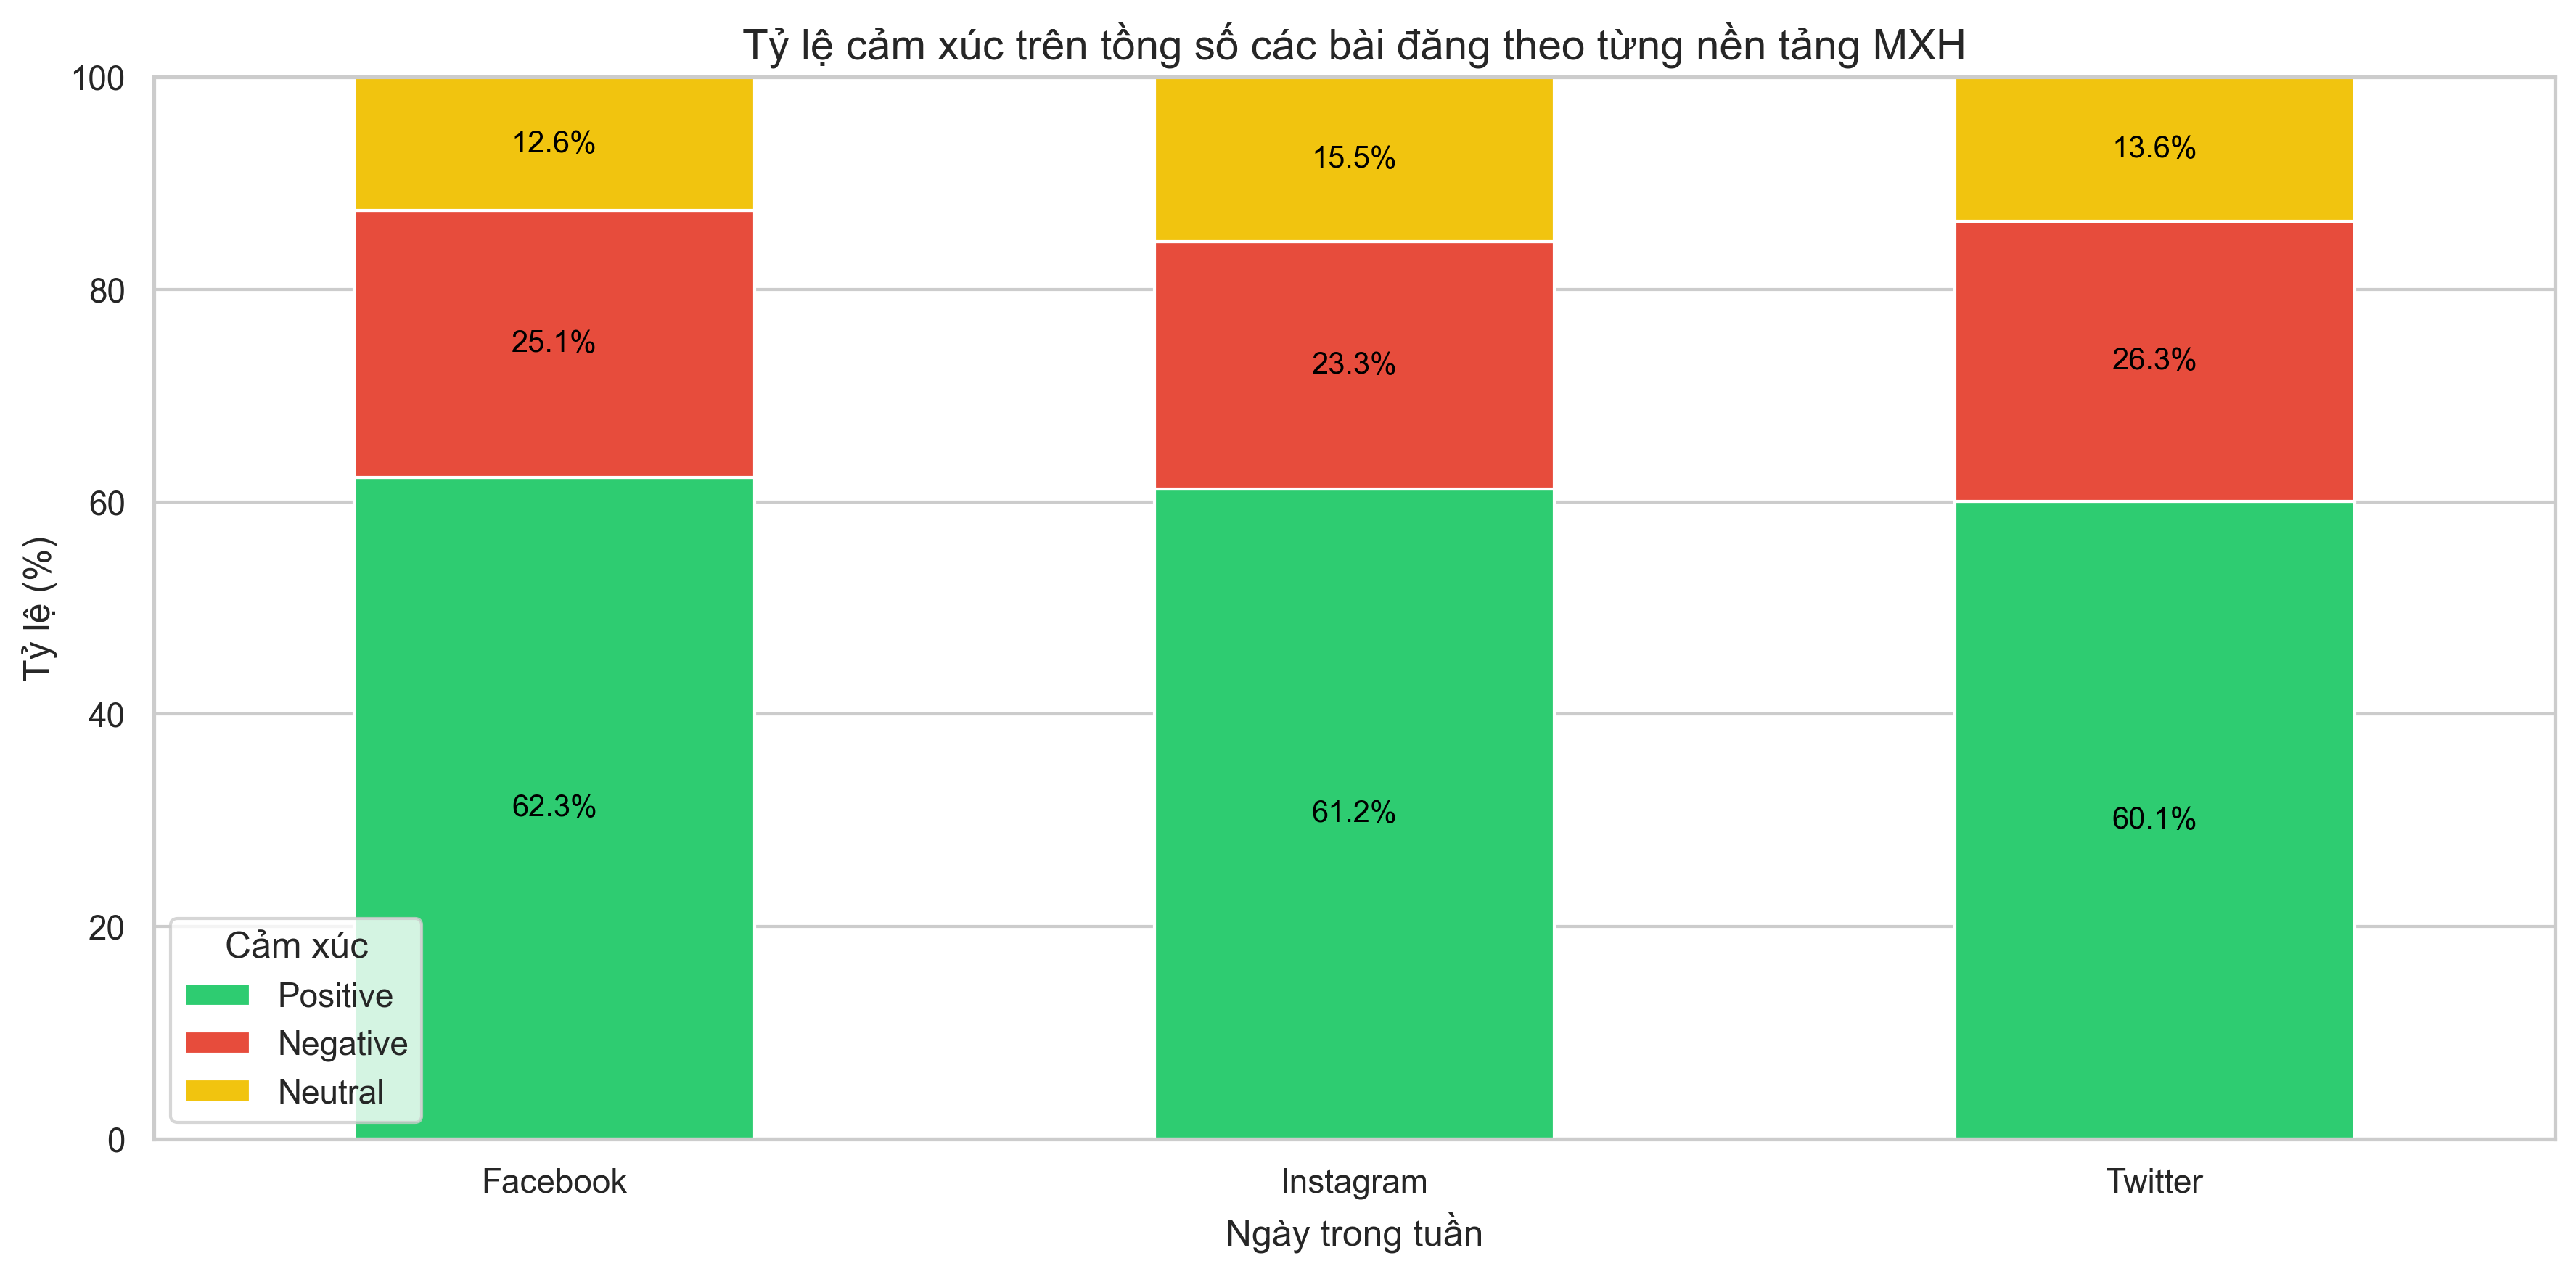 Tỷ lệ cảm xúc trên tổng số các bài đăng theo từng nền tảng MXH
100
80
60
40
20
0
Tỷ lệ (%)
12.6%
15.5%
13.6%
25.1%
23.3%
26.3%
62.3%
61.2%
60.1%
Cảm xúc
Positive
Negative
Neutral
Facebook
Instagram
Twitter
Ngày trong tuần